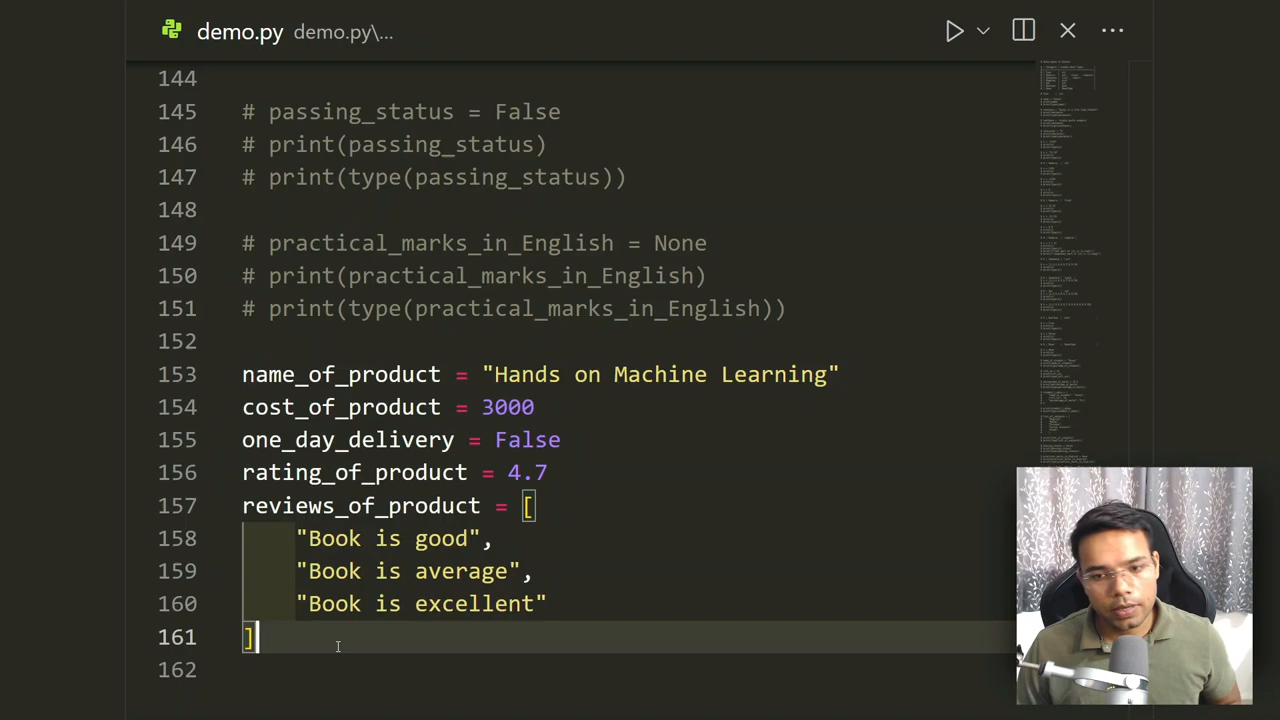 demo.py demo.py\...
144
145 # passing_status = False
146 # print(passsng_status)
147 # print(type(passing_status))
148
149 # practical_marks_in_English = None
150 # print(practical_marks_in_English)
151 # print(type(practical_marks_in_English))
152
153 name_of_product = "Hands on Machine Learning"
154 cost_of_product = 3000
155 one_day_delivery = False
156 rating_of_product = 4.7
157 reviews_of_product = [
158 "Book is good",
159 "Book is average",
160 "Book is excellent"
161 ]
162